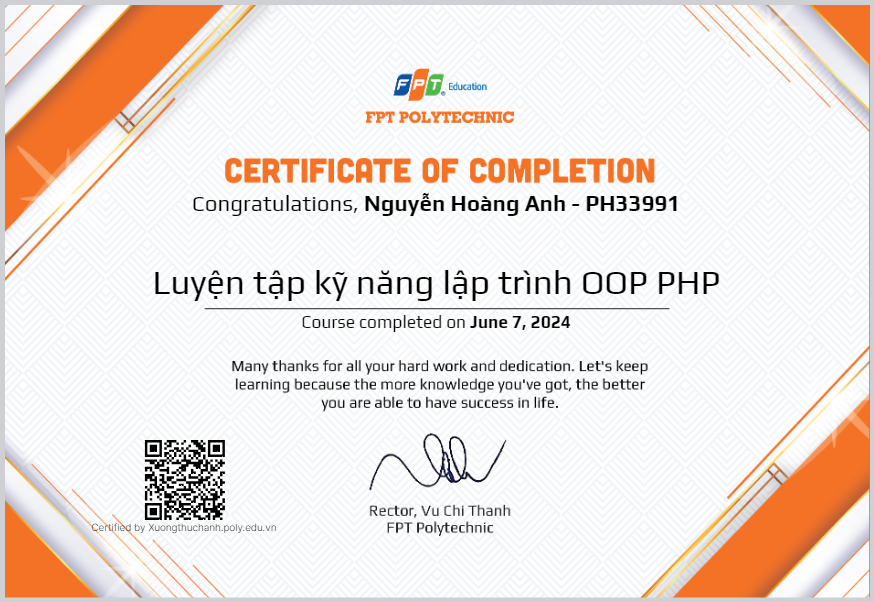 FPT Education
FPT POLYTECHNIC
CERTIFICATE OF COMPLETION
Congratulations, Nguyễn Hoàng Anh - PH33991
Luyện tập kỹ năng lập trình OOP PHP
Course completed on June 7, 2024
Many thanks for all your hard work and dedication. Let's keep
learning because the more knowledge you've got, the better
you are able to have success in life.
Rector, Vu Chi Thanh
FPT Polytechnic
Certified by Xuongthuchanh.poly.edu.vn